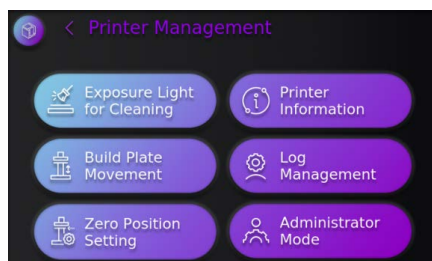 Printer Management
Exposure Light
for Cleaning
Printer
Information
Build Plate
Movement
Log
Management
Zero Position
Setting
Administrator
Mode